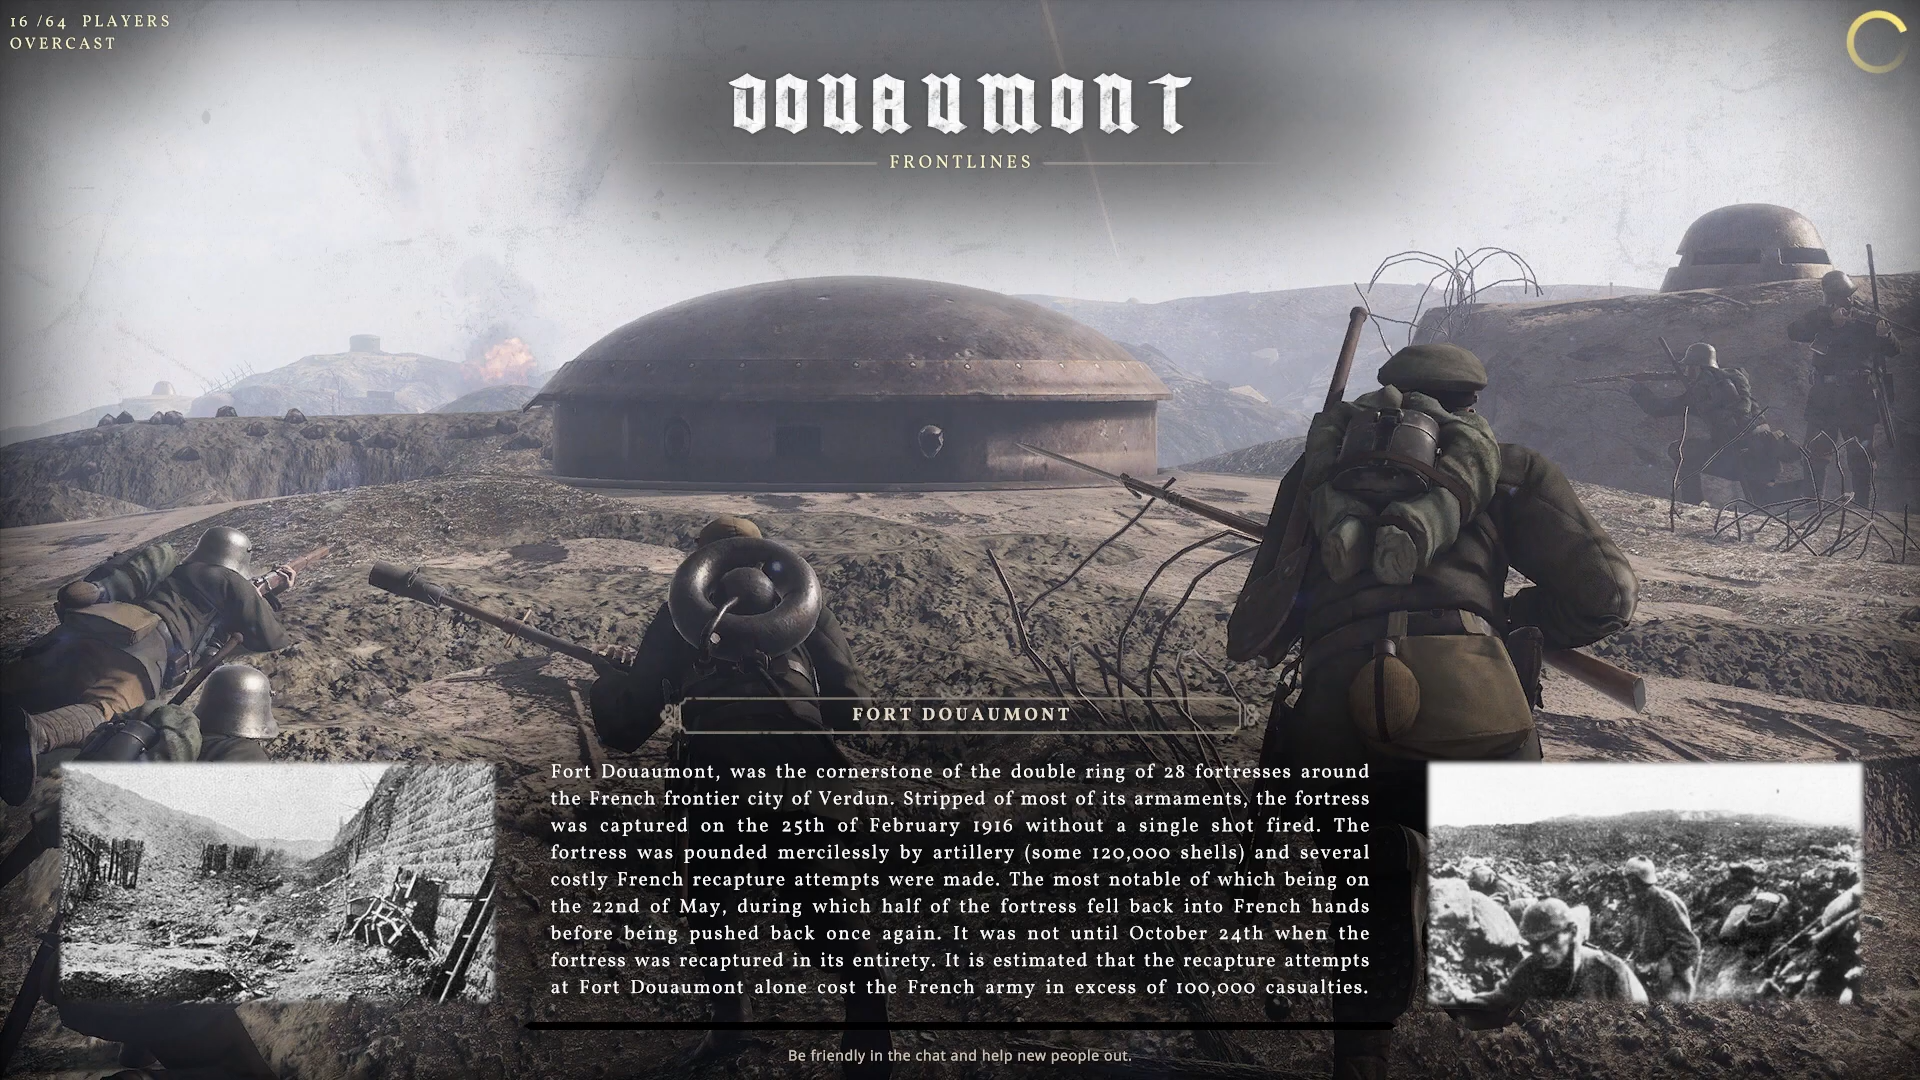 16 /64 PLAYERS
OVERCAST
DOUAUMONT
FRONTLINES
FORT DOUAUMONT
Fort Douaumont, was the cornerstone of the double ring of 28 fortresses around
the French frontier city of Verdun. Stripped of most of its armaments, the fortress
was captured on the 25th of February 1916 without a single shot fired. The
fortress was pounded mercilessly by artillery (some 120,000 shells) and several
costly French recapture attempts were made. The most notable of which being on
the 22nd of May, during which half of the fortress fell back into French hands
before being pushed back once again. It was not until October 24th when the
fortress was recaptured in its entirety. It is estimated that the recapture attempts
at Fort Douaumont alone cost the French army in excess of 100,000 casualties.
Be friendly in the chat and help new people out.